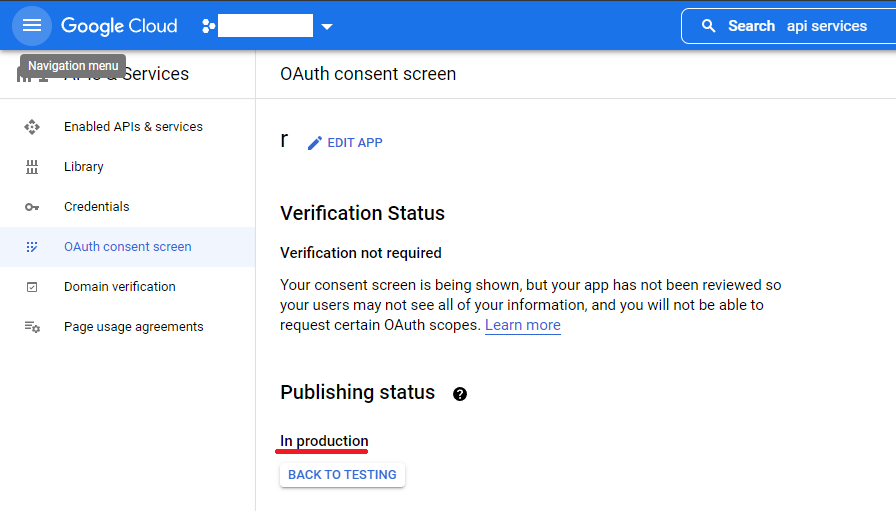 Google Cloud
Search api services
Navigation menu
APIs & Services
OAuth consent screen
Enabled APIs & services
Library
Credentials
OAuth consent screen
Domain verification
Page usage agreements
r
EDIT APP
Verification Status
Verification not required
Your consent screen is being shown, but your app has not been reviewed so
your users may not see all of your information, and you will not be able to
request certain OAuth scopes. Learn more
Publishing status
In production
BACK TO TESTING